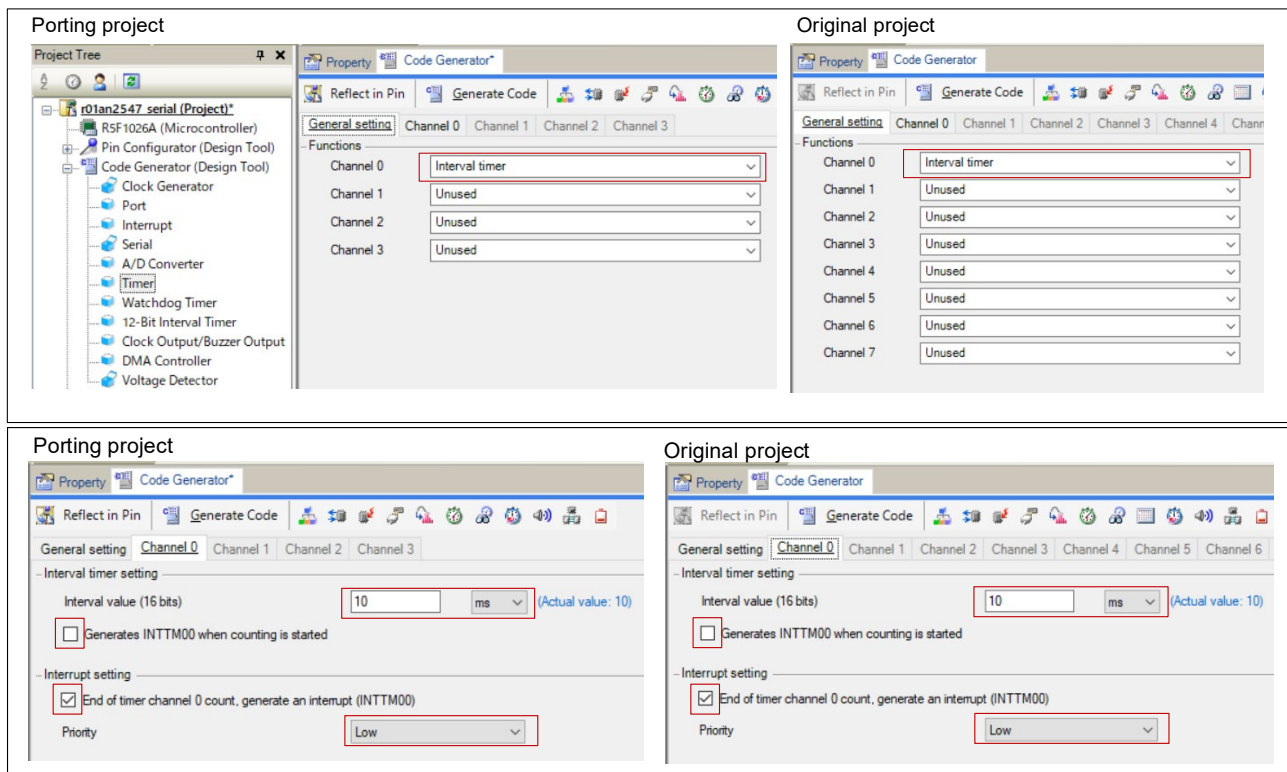 Porting project
Project Tree
r01an2547_serial (Project)*
R5F1026A (Microcontroller)
Pin Configurator (Design Tool)
Code Generator (Design Tool)
Clock Generator
Port
Interrupt
Serial
A/D Converter
Timer
Watchdog Timer
12-Bit Interval Timer
Clock Output/Buzzer Output
DMA Controller
Voltage Detector
Property Code Generator*
Reflect in Pin Generate Code
General setting Channel 0 Channel 1 Channel 2 Channel 3
Functions
Channel 0 Interval timer
Channel 1 Unused
Channel 2 Unused
Channel 3 Unused
Original project
Property Code Generator
Reflect in Pin Generate Code
General setting Channel 0 Channel 1 Channel 2 Channel 3 Channel 4 Chann
Functions
Channel 0 Interval timer
Channel 1 Unused
Channel 2 Unused
Channel 3 Unused
Channel 4 Unused
Channel 5 Unused
Channel 6 Unused
Channel 7 Unused
Porting project
Property Code Generator*
Reflect in Pin Generate Code
General setting Channel 0 Channel 1 Channel 2 Channel 3
Interval timer setting
Interval value (16 bits) 10 ms (Actual value: 10)
Generates INTTM00 when counting is started
Interrupt setting
End of timer channel 0 count, generate an interrupt (INTTM00)
Priority Low
Original project
Property Code Generator
Reflect in Pin Generate Code
General setting Channel 0 Channel 1 Channel 2 Channel 3 Channel 4 Channel 5 Channel 6
Interval timer setting
Interval value (16 bits) 10 ms (Actual value: 10)
Generates INTTM00 when counting is started
Interrupt setting
End of timer channel 0 count, generate an interrupt (INTTM00)
Priority Low